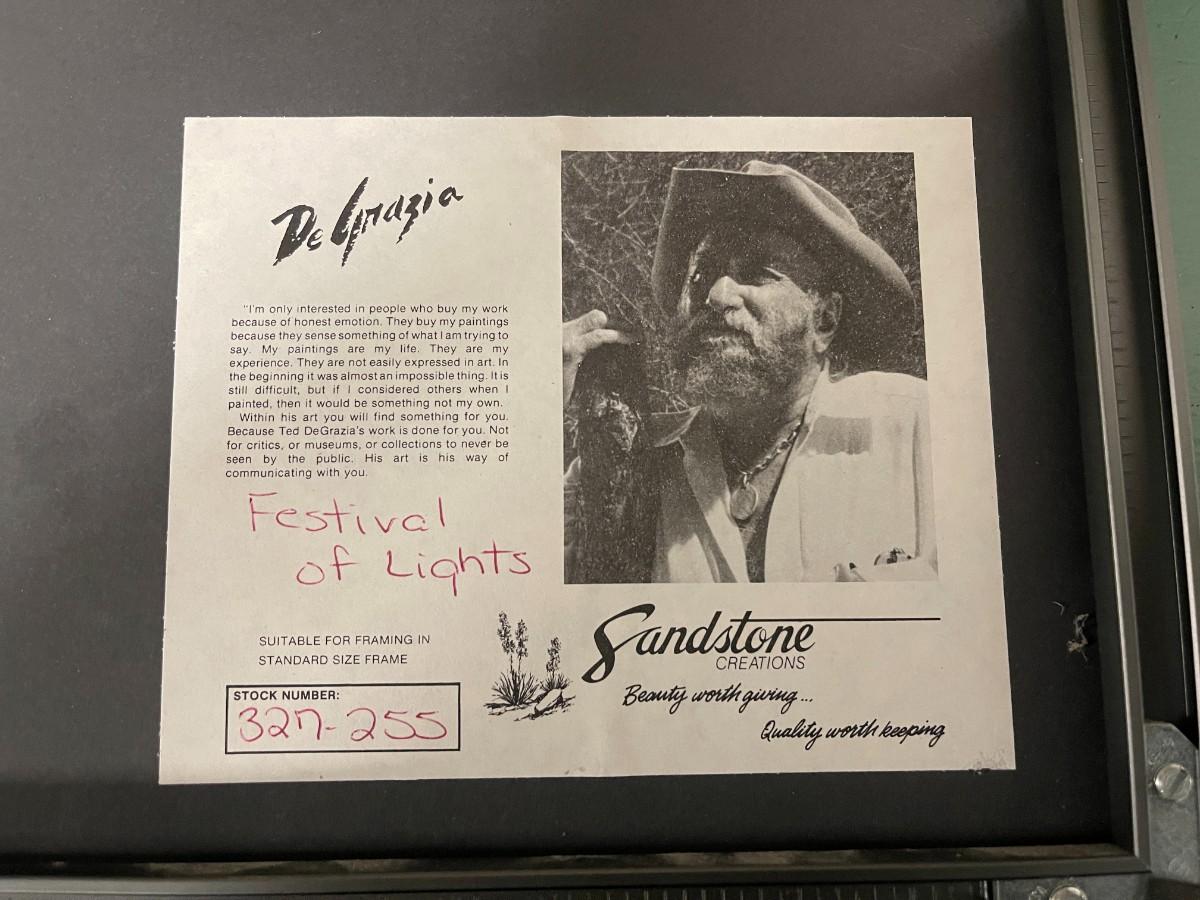 De Grazia
"I'm only interested in people who buy my work
because of honest emotion. They buy my paintings
because they sense something of what I am trying to
say. My paintings are my life. They are my
experience. They are not easily expressed in art. In
the beginning it was almost an impossible thing. It is
still difficult, but if I considered others when I
painted, then it would be something not my own.
Within his art you will find something for you.
Because Ted DeGrazia's work is done for you. Not
for critics, or museums, or collections to never be
seen by the public. His art is his way of
communicating with you.
Festival
of Lights
SUITABLE FOR FRAMING IN
STANDARD SIZE FRAME
STOCK NUMBER:
327-255
Sandstone
CREATIONS
Beauty worth giving...
Quality worth keeping